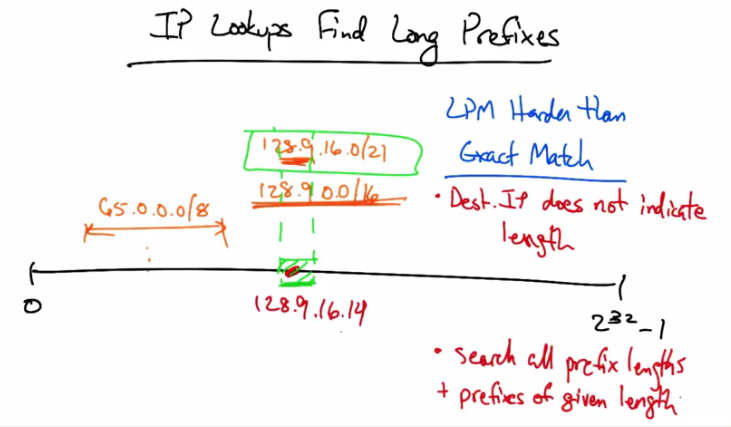 IP Lookups Find Long Prefixes
LPM Harder than
Exact Match
128.9.16.0/21
128.9.0.0/16
65.0.0.0/8
• Dest. IP does not indicate
length
0
128.9.16.14
2^32-1
• search all prefix lengths
+ prefixes of given length